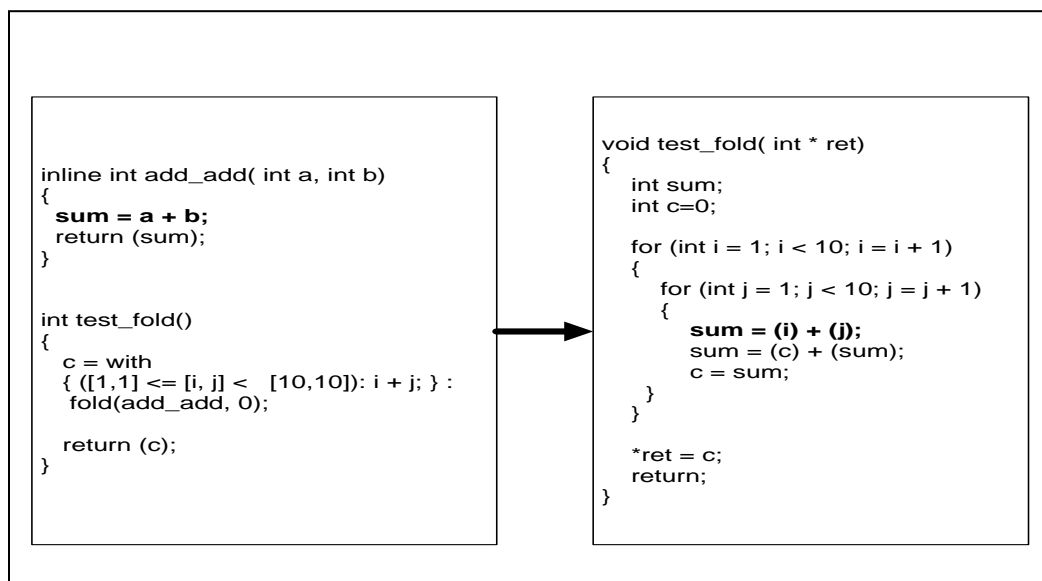 inline int add_add( int a, int b)
{
sum = a + b;
return (sum);
}
int test_fold()
{
c = with
{ ([1,1] <= [i, j] < [10,10]): i + j; } :
fold(add_add, 0);
return (c);
}
void test_fold( int * ret)
{
int sum;
int c=0;
for (int i = 1; i < 10; i = i + 1)
{
for (int j = 1; j < 10; j = j + 1)
{
sum = (i) + (j);
sum = (c) + (sum);
c = sum;
}
}
*ret = c;
return;
}